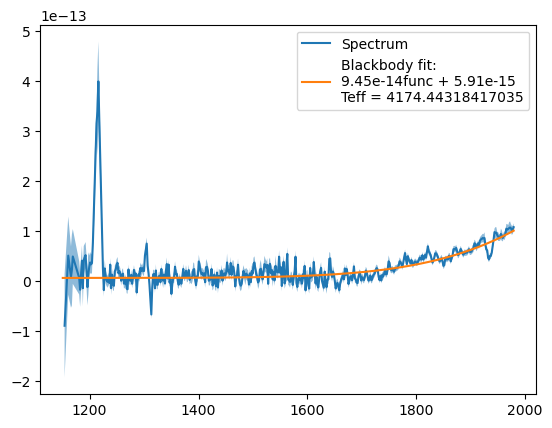 1e−13
5
4
3
2
1
0
−1
−2
Spectrum
Blackbody fit:
9.45e-14func + 5.91e-15
Teff = 4174.44318417035
1200
1400
1600
1800
2000